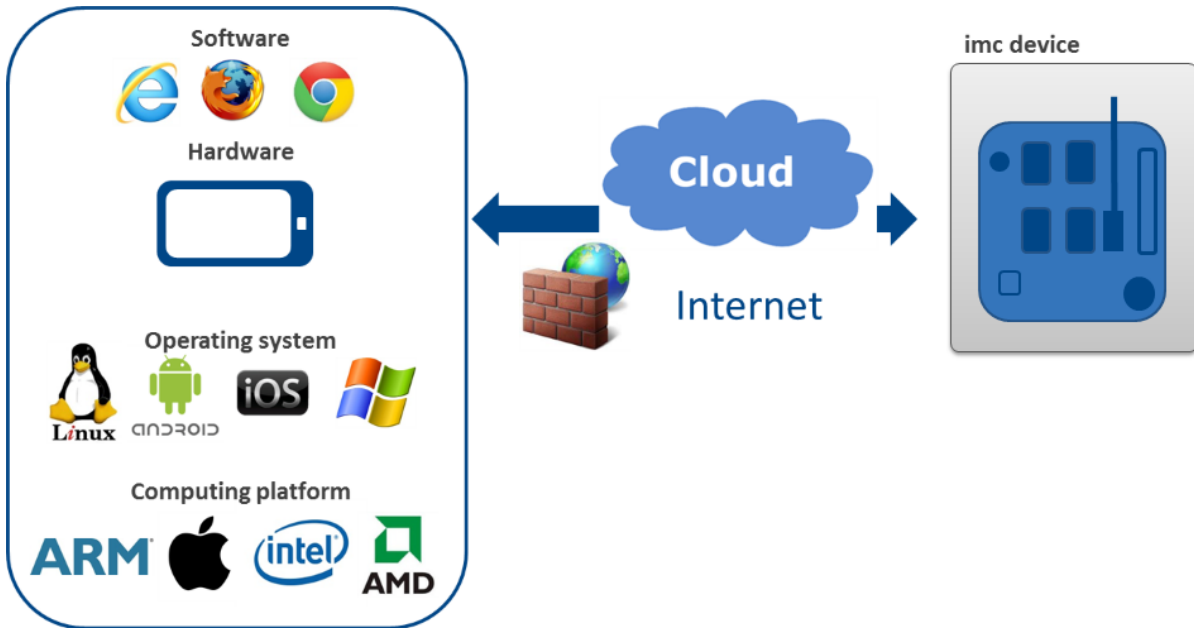 Software
Hardware
Operating system
Linux
ANDROID
iOS
Computing platform
ARM
intel
AMD
Cloud
Internet
imc device